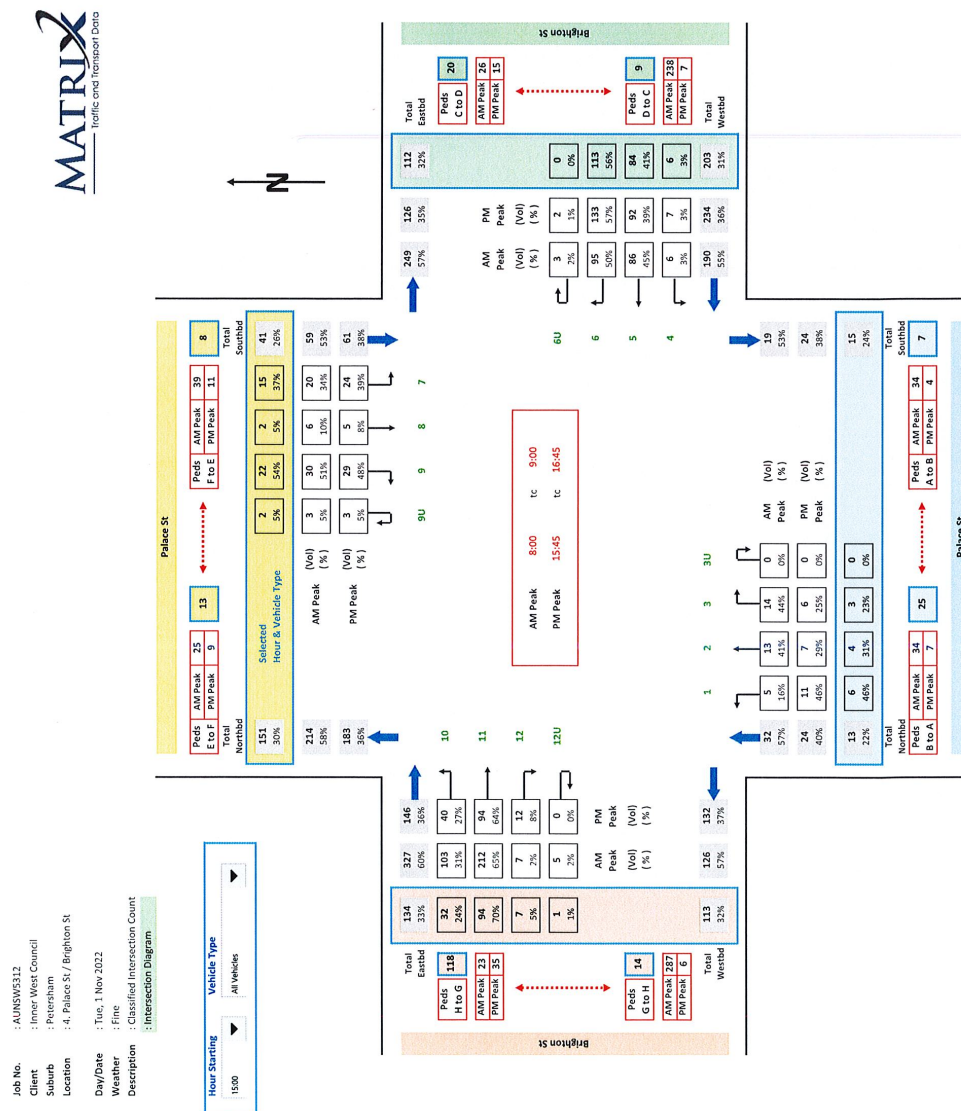 MATRIX
Traffic and Transport Data
Job No. : AUNSW5312
Client : Inner West Council
Suburb : Petersham
Location : 4. Palace St / Brighton St
Day/Date : Tue, 1 Nov 2022
Weather : Fine
Description : Classified Intersection Count
: Intersection Diagram
Hour Starting
15:00
Vehicle Type
All Vehicles
N
Palace St
Peds E to F
AM Peak 25
PM Peak 9
13
8
Peds F to E
AM Peak 39
PM Peak 11
Total Northbd
Total Southbd
Selected Hour & Vehicle Type
151 2 22 2 15 41
30% 5% 54% 5% 37% 26%
AM Peak (Vol) (%)
214 3 30 6 20 59
58% 5% 51% 10% 34% 53%
PM Peak (Vol) (%)
183 3 29 5 24 61
36% 5% 48% 8% 39% 38%
9U 9 8 7
Brighton St
Peds H to G
118
AM Peak 23
PM Peak 35
Peds G to H
14
AM Peak 287
PM Peak 6
Total Eastbd
134 327 146
33% 60% 36%
32 103 40
24% 31% 27%
10
94 212 94
70% 65% 64%
11
7 7 12
5% 2% 8%
12
1 5 0
1% 2% 0%
12U
AM Peak (Vol) (%)
PM Peak (Vol) (%)
Total Westbd
113 126 132
32% 57% 37%
AM Peak 8:00 tc 9:00
PM Peak 15:45 tc 16:45
Total Eastbd
249 126 112
57% 35% 32%
AM Peak (Vol) (%)
PM Peak (Vol) (%)
6U
3 2 0
2% 1% 0%
6
95 133 113
50% 57% 56%
5
86 92 84
45% 39% 41%
4
6 7 6
3% 3% 3%
Total Westbd
190 234 203
55% 36% 31%
Peds C to D
20
AM Peak 26
PM Peak 15
Peds D to C
9
AM Peak 238
PM Peak 7
Brighton St
1 2 3 3U
AM Peak (Vol) (%)
32 5 13 14 0 19
57% 16% 41% 44% 0% 53%
PM Peak (Vol) (%)
24 11 7 6 0 24
40% 46% 29% 25% 0% 38%
13 6 4 3 0 15
22% 46% 31% 23% 0% 24%
Total Northbd
Total Southbd
Peds B to A
AM Peak 34
PM Peak 7
25
7
Peds A to B
AM Peak 34
PM Peak 4
Palace St